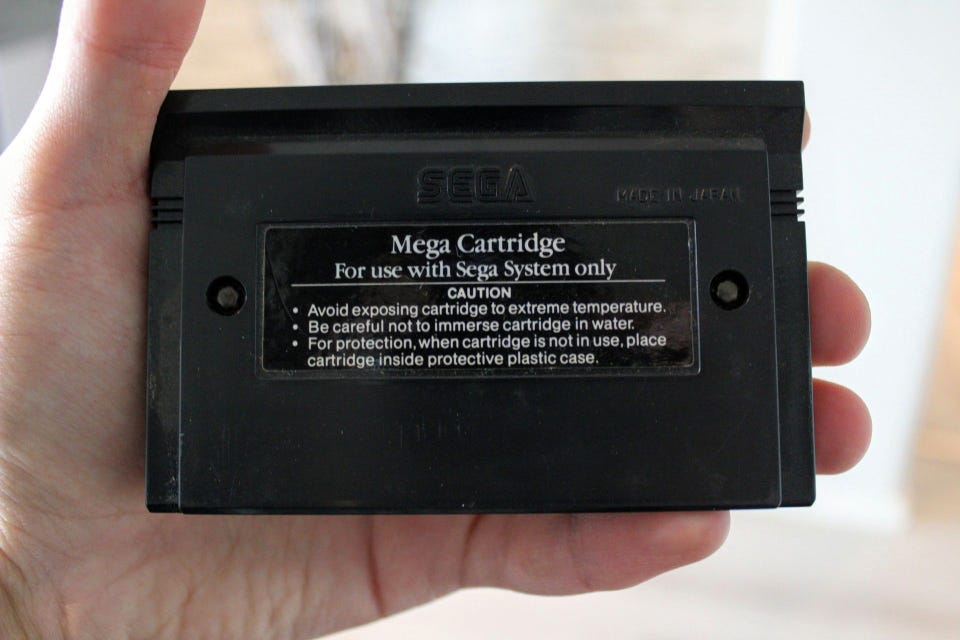 SEGA
MADE IN JAPAN
Mega Cartridge
For use with Sega System only
CAUTION
• Avoid exposing cartridge to extreme temperature.
• Be careful not to immerse cartridge in water.
• For protection, when cartridge is not in use, place
cartridge inside protective plastic case.